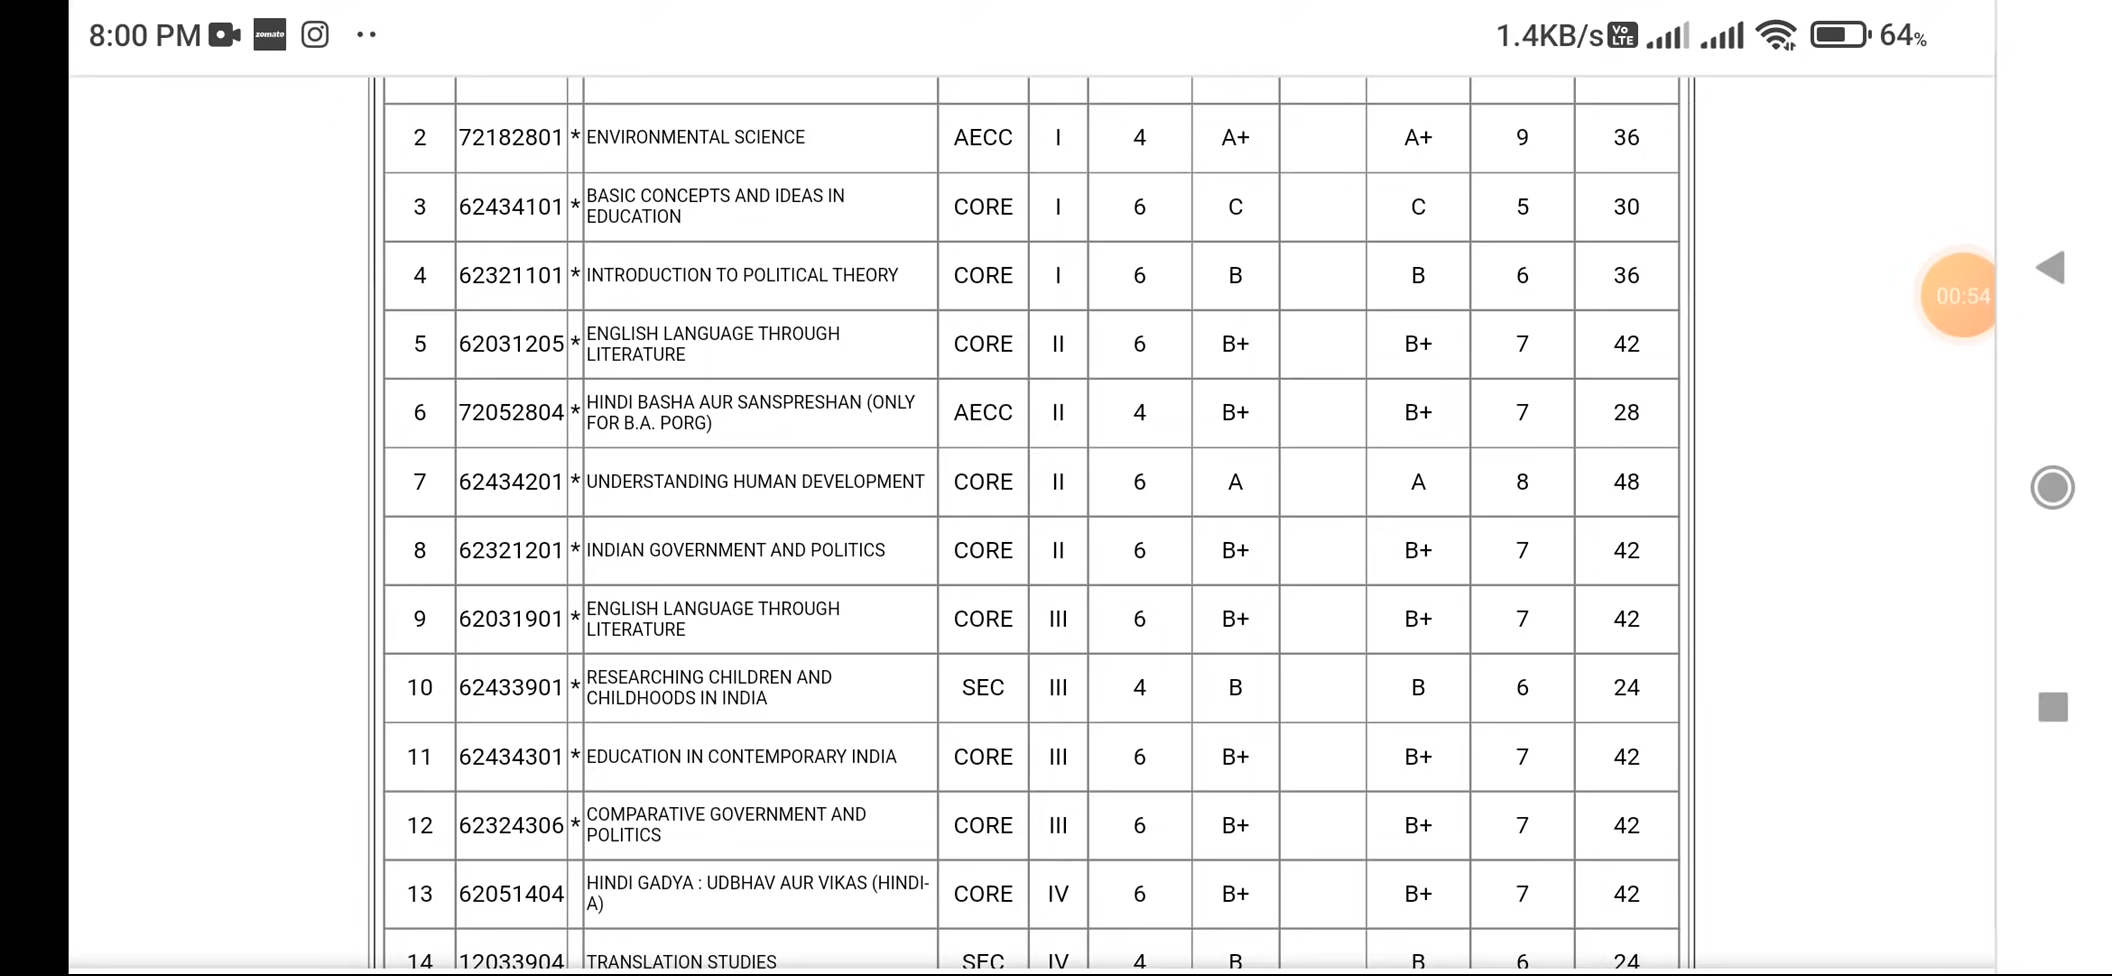 8:00 PM zomato 1.4KB/s Vo LTE 64%
2 72182801 * ENVIRONMENTAL SCIENCE AECC I 4 A+ A+ 9 36
3 62434101 * BASIC CONCEPTS AND IDEAS IN EDUCATION CORE I 6 C C 5 30
4 62321101 * INTRODUCTION TO POLITICAL THEORY CORE I 6 B B 6 36
00:54
5 62031205 * ENGLISH LANGUAGE THROUGH LITERATURE CORE II 6 B+ B+ 7 42
6 72052804 * HINDI BASHA AUR SANSPRESHAN (ONLY FOR B.A. PORG) AECC II 4 B+ B+ 7 28
7 62434201 * UNDERSTANDING HUMAN DEVELOPMENT CORE II 6 A A 8 48
8 62321201 * INDIAN GOVERNMENT AND POLITICS CORE II 6 B+ B+ 7 42
9 62031901 * ENGLISH LANGUAGE THROUGH LITERATURE CORE III 6 B+ B+ 7 42
10 62433901 * RESEARCHING CHILDREN AND CHILDHOODS IN INDIA SEC III 4 B B 6 24
11 62434301 * EDUCATION IN CONTEMPORARY INDIA CORE III 6 B+ B+ 7 42
12 62324306 * COMPARATIVE GOVERNMENT AND POLITICS CORE III 6 B+ B+ 7 42
13 62051404 HINDI GADYA : UDBHAV AUR VIKAS (HINDI-A) CORE IV 6 B+ B+ 7 42
14 12033904 TRANSLATION STUDIES SEC IV 4 B B 6 24